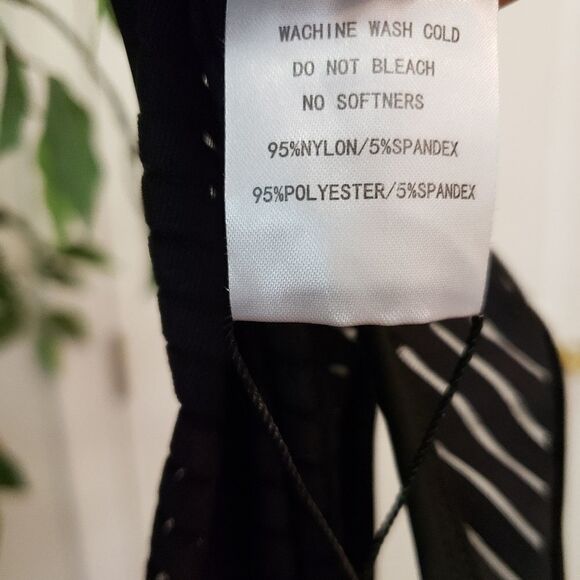 WACHINE WASH COLD
DO NOT BLEACH
NO SOFTNERS
95%NYLON/5%SPANDEX
95%POLYESTER/5%SPANDEX